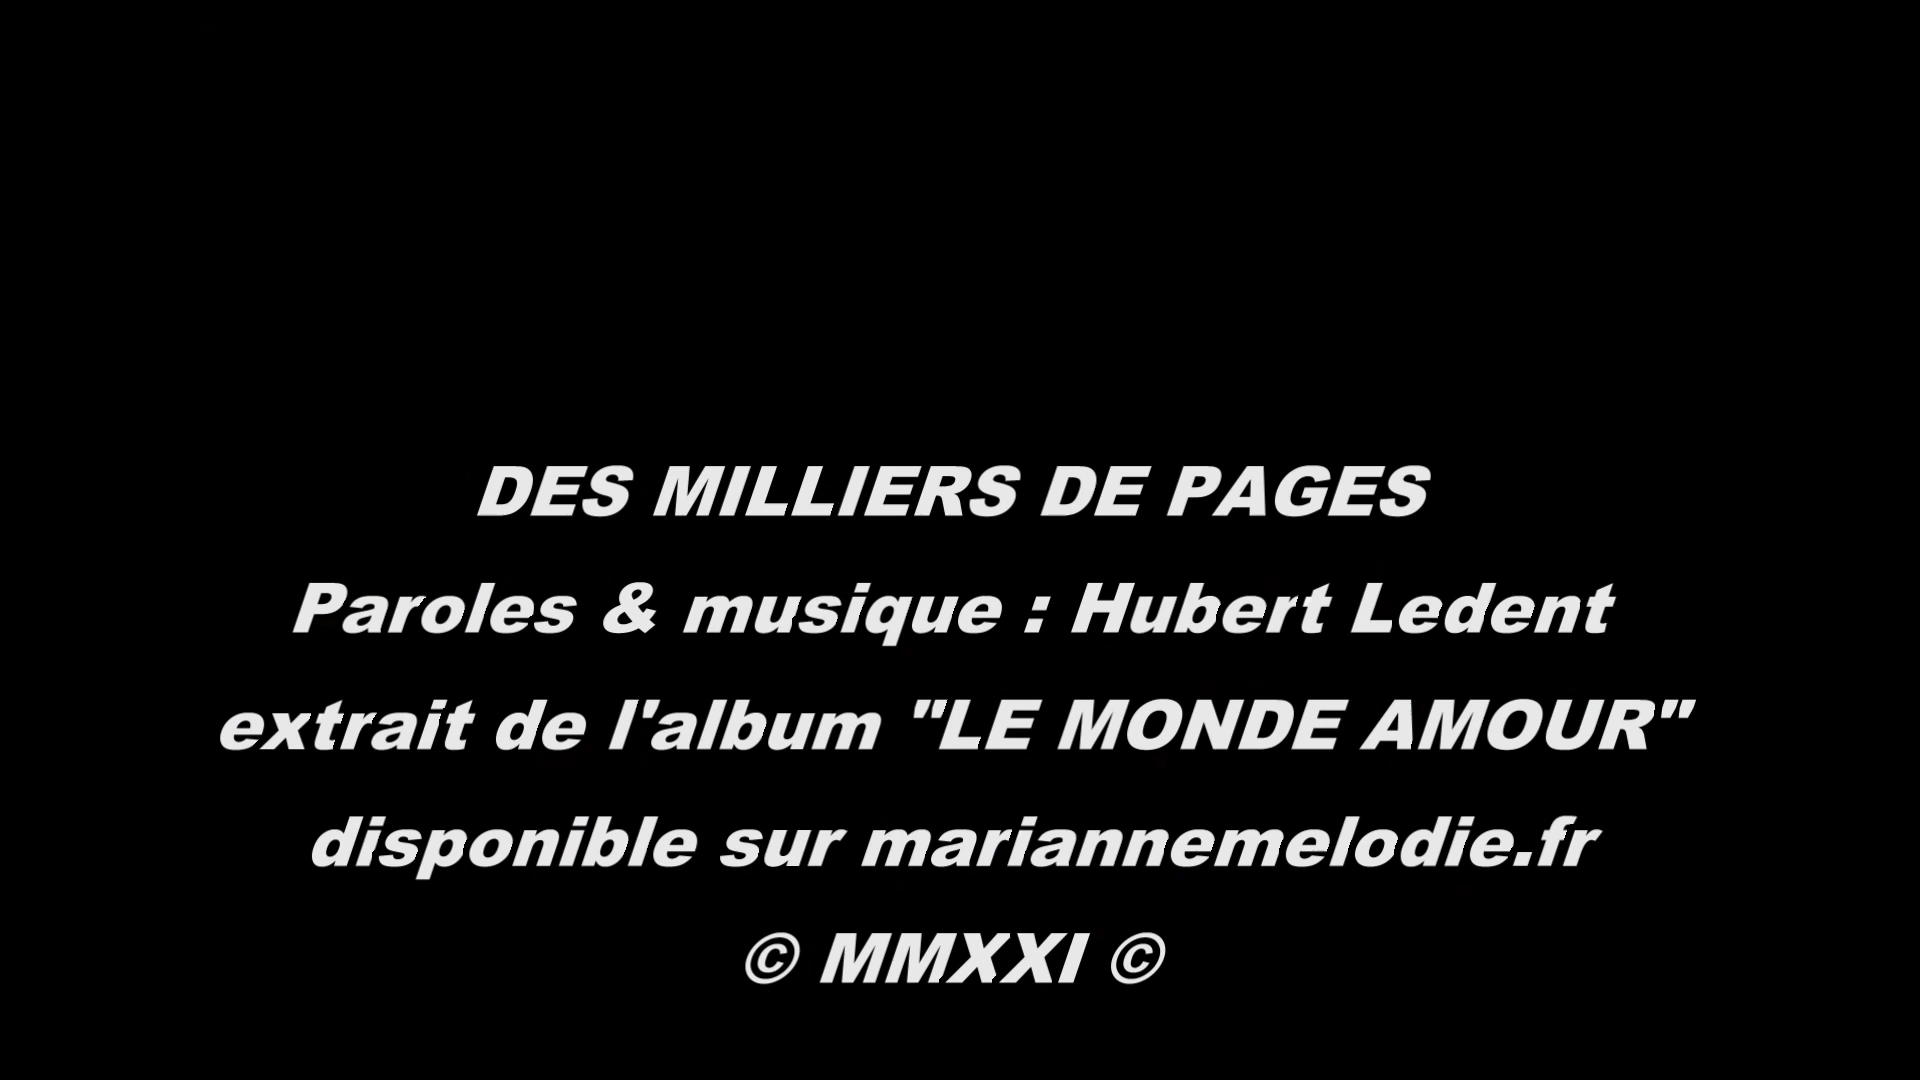 DES MILLIERS DE PAGES
Paroles & musique : Hubert Ledent
extrait de l'album "LE MONDE AMOUR"
disponible sur mariannemelodie.fr
© MMXXI ©